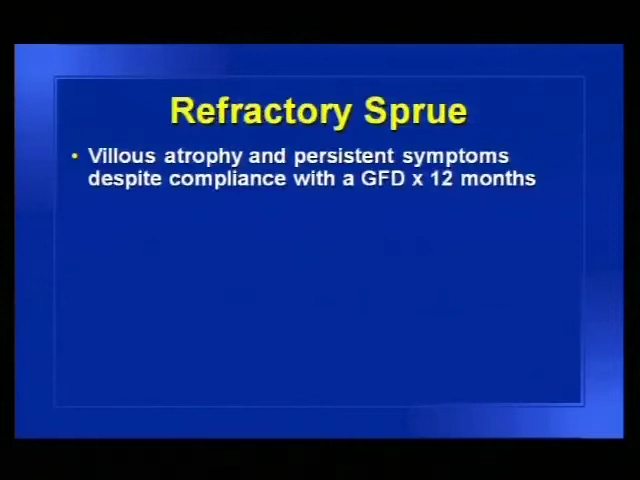 Refractory Sprue
• Villous atrophy and persistent symptoms
despite compliance with a GFD x 12 months